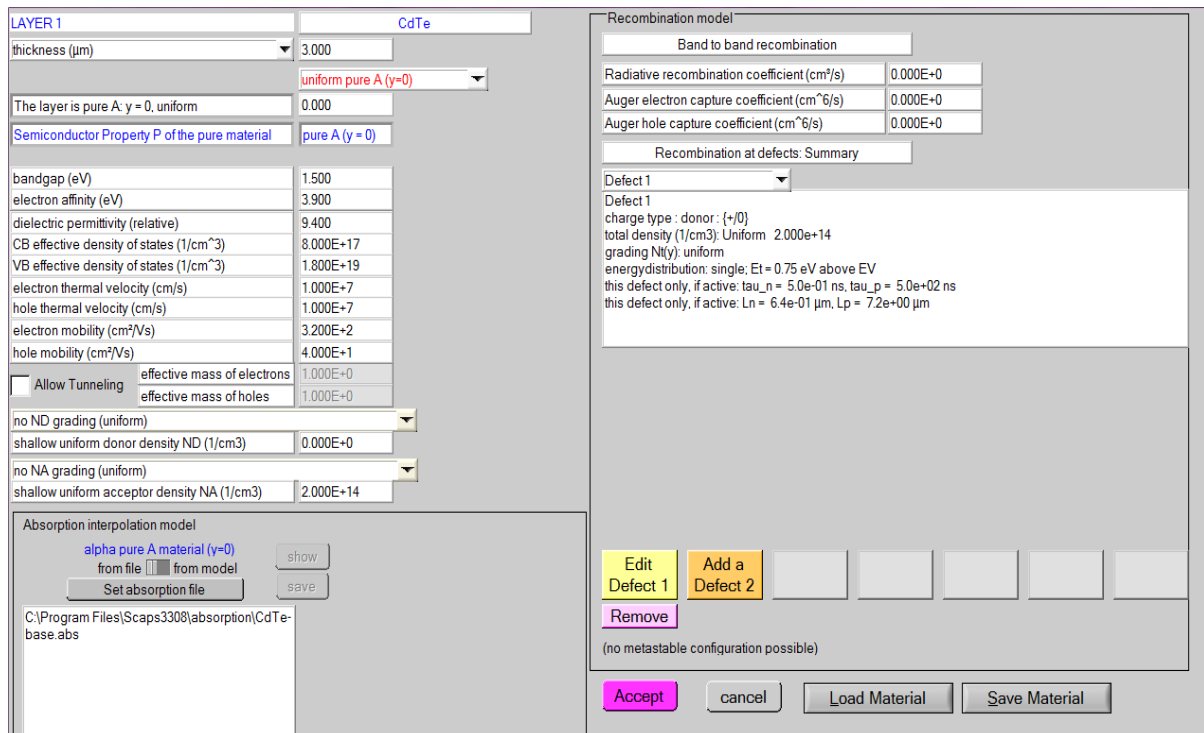 LAYER 1 CdTe
thickness (µm) 3.000
uniform pure A (y=0)
The layer is pure A: y = 0, uniform 0.000
Semiconductor Property P of the pure material pure A (y = 0)
bandgap (eV) 1.500
electron affinity (eV) 3.900
dielectric permittivity (relative) 9.400
CB effective density of states (1/cm^3) 8.000E+17
VB effective density of states (1/cm^3) 1.800E+19
electron thermal velocity (cm/s) 1.000E+7
hole thermal velocity (cm/s) 1.000E+7
electron mobility (cm²/Vs) 3.200E+2
hole mobility (cm²/Vs) 4.000E+1
Allow Tunneling
effective mass of electrons 1.000E+0
effective mass of holes 1.000E+0
no ND grading (uniform)
shallow uniform donor density ND (1/cm3) 0.000E+0
no NA grading (uniform)
shallow uniform acceptor density NA (1/cm3) 2.000E+14
Absorption interpolation model
alpha pure A material (y=0)
from file from model
show
Set absorption file
save
C:\Program Files\Scaps3308\absorption\CdTe-
base.abs
Recombination model
Band to band recombination
Radiative recombination coefficient (cm³/s) 0.000E+0
Auger electron capture coefficient (cm^6/s) 0.000E+0
Auger hole capture coefficient (cm^6/s) 0.000E+0
Recombination at defects: Summary
Defect 1
Defect 1
charge type : donor : {+/0}
total density (1/cm3): Uniform 2.000e+14
grading Nt(y): uniform
energydistribution: single; Et = 0.75 eV above EV
this defect only, if active: tau_n = 5.0e-01 ns, tau_p = 5.0e+02 ns
this defect only, if active: Ln = 6.4e-01 µm, Lp = 7.2e+00 µm
Edit
Defect 1
Add a
Defect 2
Remove
(no metastable configuration possible)
Accept cancel Load Material Save Material